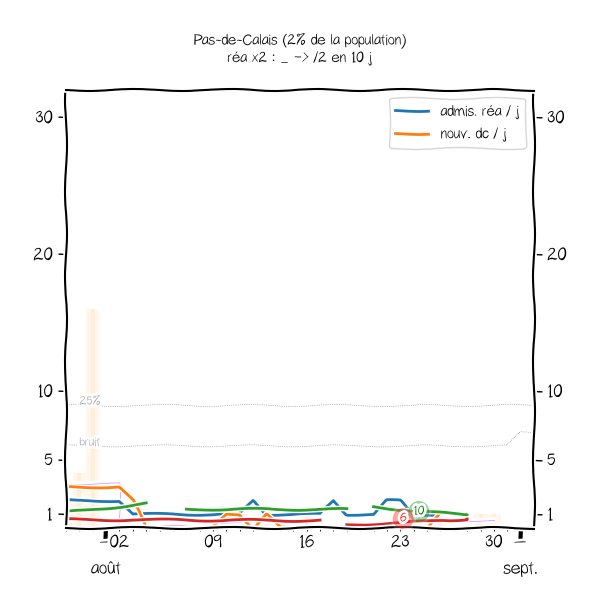 Pas-de-Calais (2% de la population)
réa x2 : _ -> /2 en 10 j
admis. réa / j
nouv. dc / j
30
30
20
20
10
10
25%
bruit
5
5
1
1
6
10
02
09
16
23
30
août
sept.